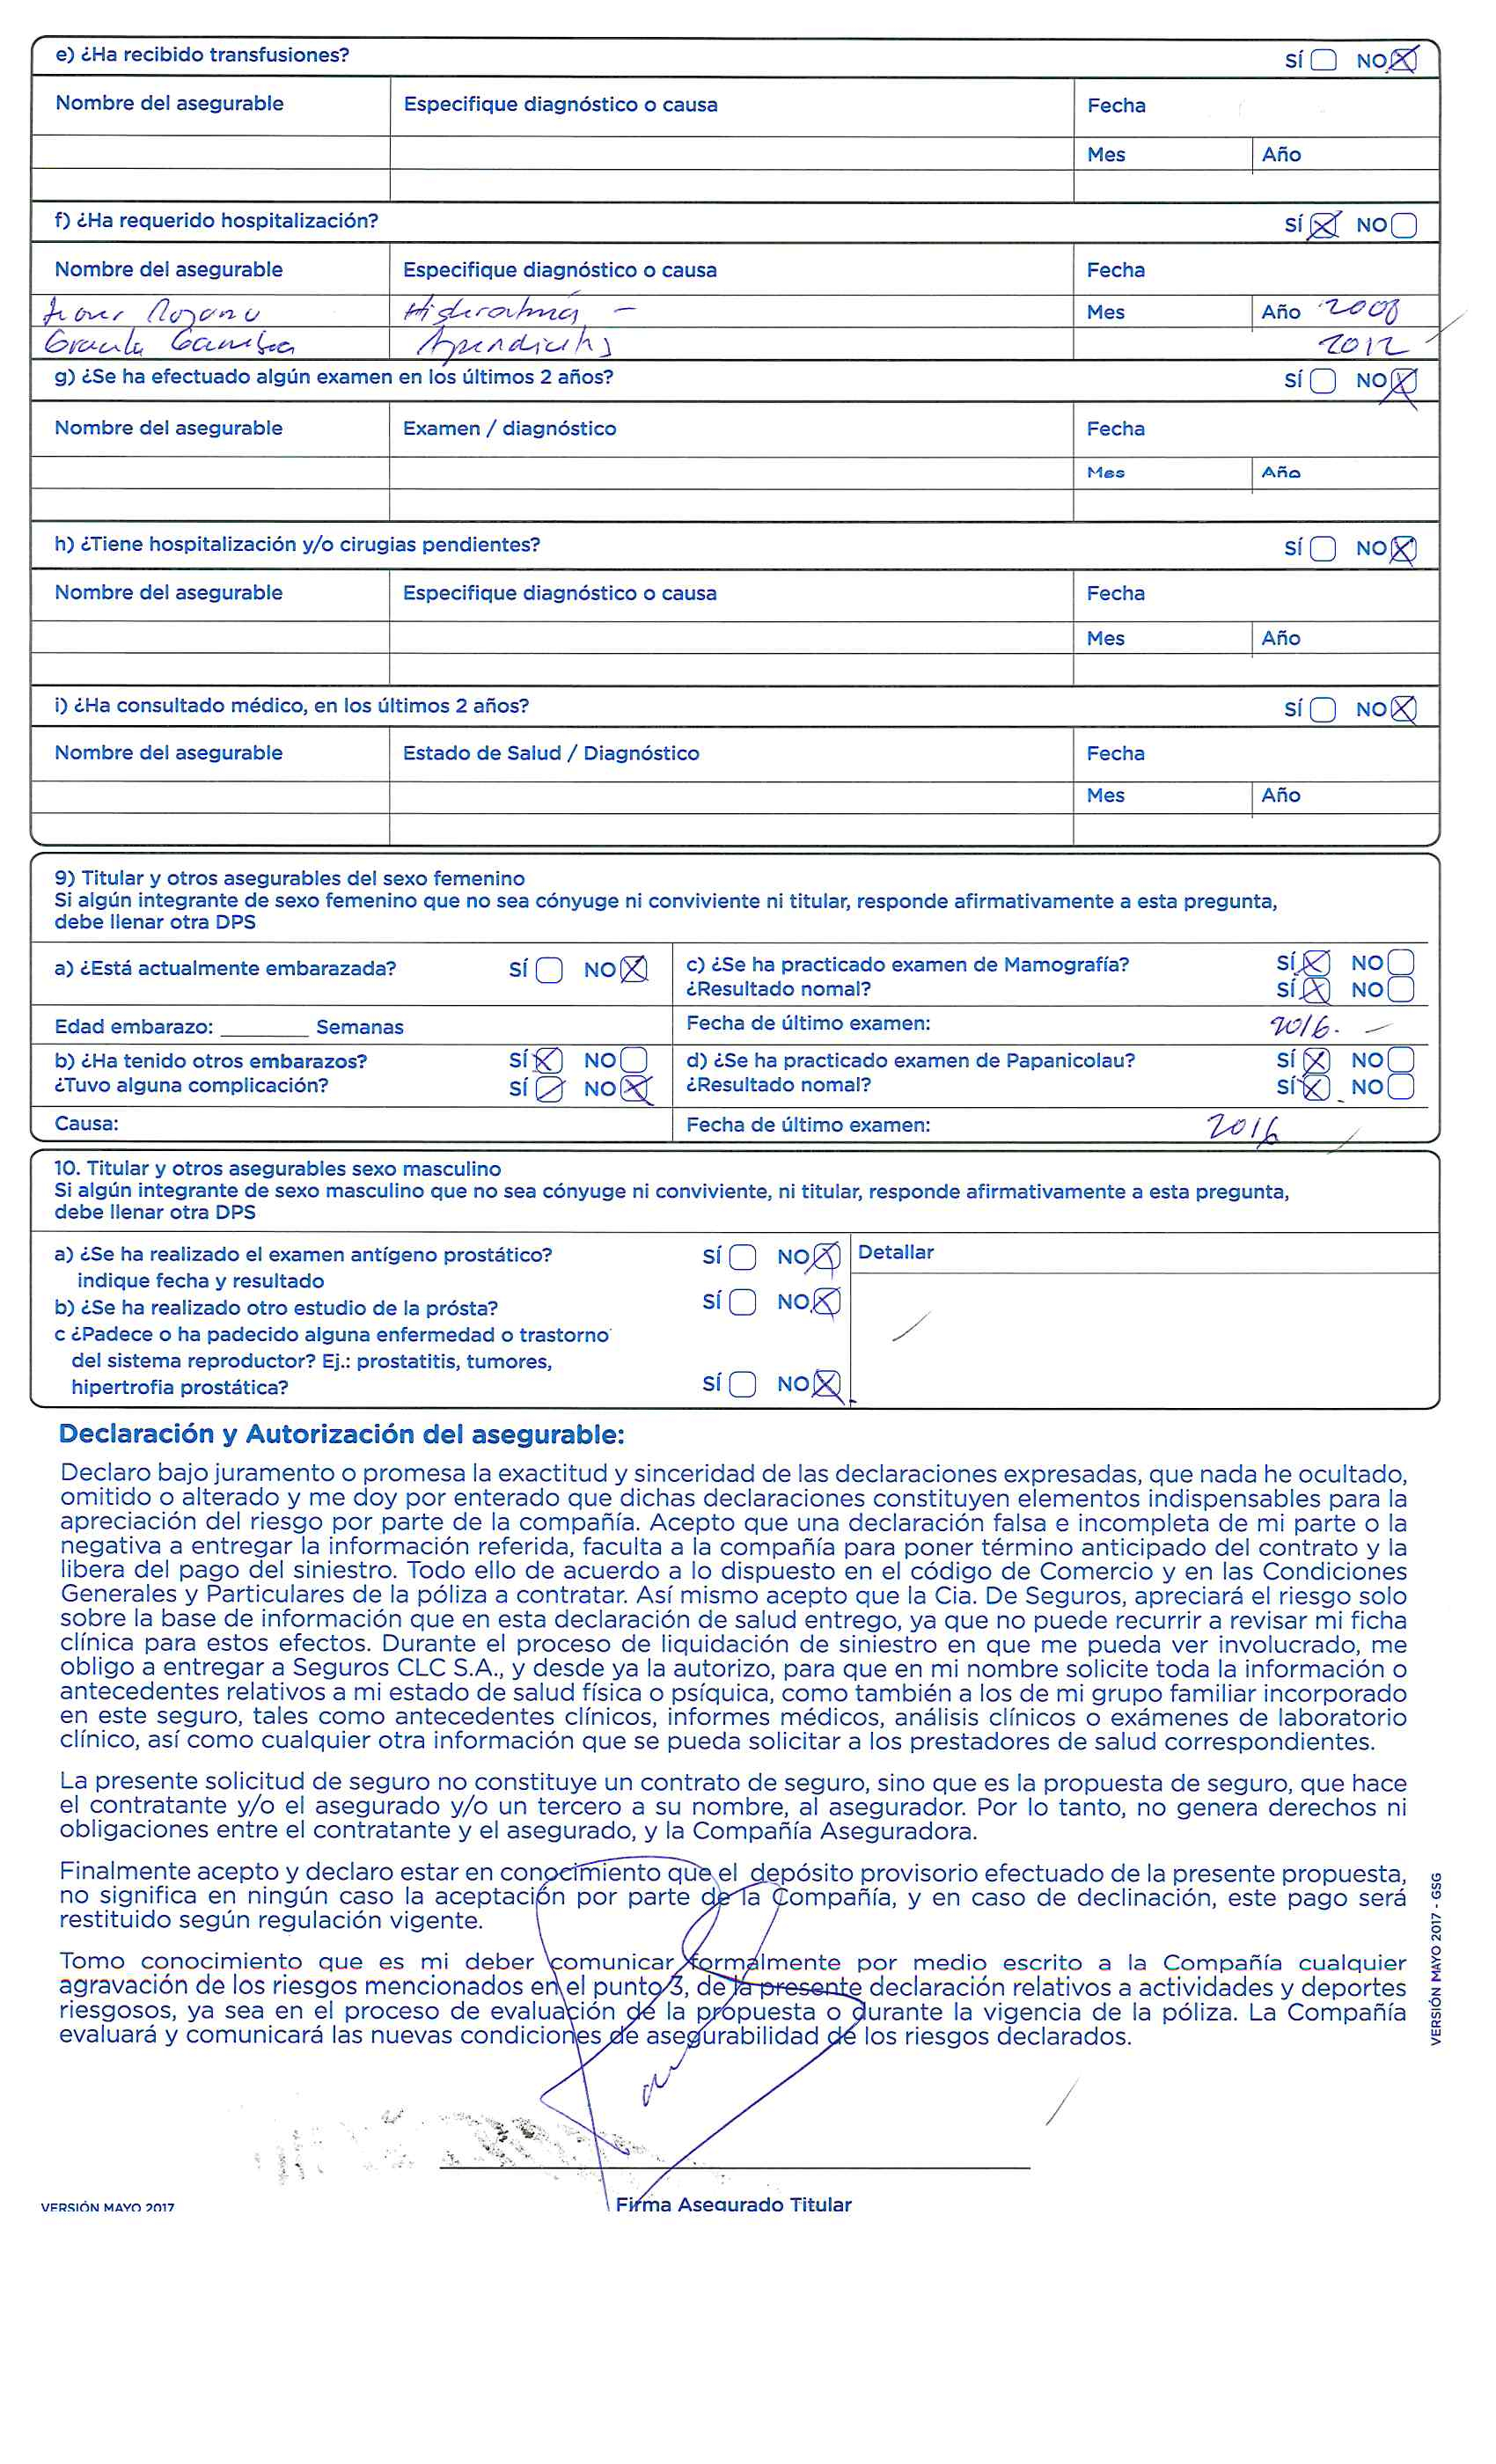 e) ¿Ha recibido transfusiones? SÍ NO
Nombre del asegurable Especifique diagnóstico o causa Fecha
Mes Año
f) ¿Ha requerido hospitalización? SÍ NO
Nombre del asegurable Especifique diagnóstico o causa Fecha
Mes Año 2008
Apendicitis 2012
g) ¿Se ha efectuado algún examen en los últimos 2 años? SÍ NO
Nombre del asegurable Examen / diagnóstico Fecha
Mes Año
h) ¿Tiene hospitalización y/o cirugias pendientes? SÍ NO
Nombre del asegurable Especifique diagnóstico o causa Fecha
Mes Año
i) ¿Ha consultado médico, en los últimos 2 años? SÍ NO
Nombre del asegurable Estado de Salud / Diagnóstico Fecha
Mes Año
9) Titular y otros asegurables del sexo femenino
Si algún integrante de sexo femenino que no sea cónyuge ni conviviente ni titular, responde afirmativamente a esta pregunta,
debe llenar otra DPS
a) ¿Está actualmente embarazada? SÍ NO
c) ¿Se ha practicado examen de Mamografía? SÍ NO
¿Resultado nomal? SÍ NO
Edad embarazo: ________ Semanas
Fecha de último examen: 2016.
b) ¿Ha tenido otros embarazos? SÍ NO
¿Tuvo alguna complicación? SÍ NO
d) ¿Se ha practicado examen de Papanicolau? SÍ NO
¿Resultado nomal? SÍ NO
Causa:
Fecha de último examen: 2016
10. Titular y otros asegurables sexo masculino
Si algún integrante de sexo masculino que no sea cónyuge ni conviviente, ni titular, responde afirmativamente a esta pregunta,
debe llenar otra DPS
a) ¿Se ha realizado el examen antígeno prostático? SÍ NO Detallar
indique fecha y resultado
b) ¿Se ha realizado otro estudio de la prósta? SÍ NO
c ¿Padece o ha padecido alguna enfermedad o trastorno
del sistema reproductor? Ej.: prostatitis, tumores,
hipertrofia prostática? SÍ NO
Declaración y Autorización del asegurable:
Declaro bajo juramento o promesa la exactitud y sinceridad de las declaraciones expresadas, que nada he ocultado,
omitido o alterado y me doy por enterado que dichas declaraciones constituyen elementos indispensables para la
apreciación del riesgo por parte de la compañía. Acepto que una declaración falsa e incompleta de mi parte o la
negativa a entregar la información referida, faculta a la compañía para poner término anticipado del contrato y la
libera del pago del siniestro. Todo ello de acuerdo a lo dispuesto en el código de Comercio y en las Condiciones
Generales y Particulares de la póliza a contratar. Así mismo acepto que la Cia. De Seguros, apreciará el riesgo solo
sobre la base de información que en esta declaración de salud entrego, ya que no puede recurrir a revisar mi ficha
clínica para estos efectos. Durante el proceso de liquidación de siniestro en que me pueda ver involucrado, me
obligo a entregar a Seguros CLC S.A., y desde ya la autorizo, para que en mi nombre solicite toda la información o
antecedentes relativos a mi estado de salud física o psíquica, como también a los de mi grupo familiar incorporado
en este seguro, tales como antecedentes clínicos, informes médicos, análisis clínicos o exámenes de laboratorio
clínico, así como cualquier otra información que se pueda solicitar a los prestadores de salud correspondientes.
La presente solicitud de seguro no constituye un contrato de seguro, sino que es la propuesta de seguro, que hace
el contratante y/o el asegurado y/o un tercero a su nombre, al asegurador. Por lo tanto, no genera derechos ni
obligaciones entre el contratante y el asegurado, y la Compañía Aseguradora.
Finalmente acepto y declaro estar en conocimiento que el depósito provisorio efectuado de la presente propuesta,
no significa en ningún caso la aceptación por parte de la Compañía, y en caso de declinación, este pago será
restituido según regulación vigente.
Tomo conocimiento que es mi deber comunicar formalmente por medio escrito a la Compañía cualquier
agravación de los riesgos mencionados en el punto 3, de la presente declaración relativos a actividades y deportes
riesgosos, ya sea en el proceso de evaluación de la propuesta o durante la vigencia de la póliza. La Compañía
evaluará y comunicará las nuevas condiciones de asegurabilidad de los riesgos declarados.
Firma Asegurado Titular
VERSIÓN MAYO 2017
VERSIÓN MAYO 2017 - GSG